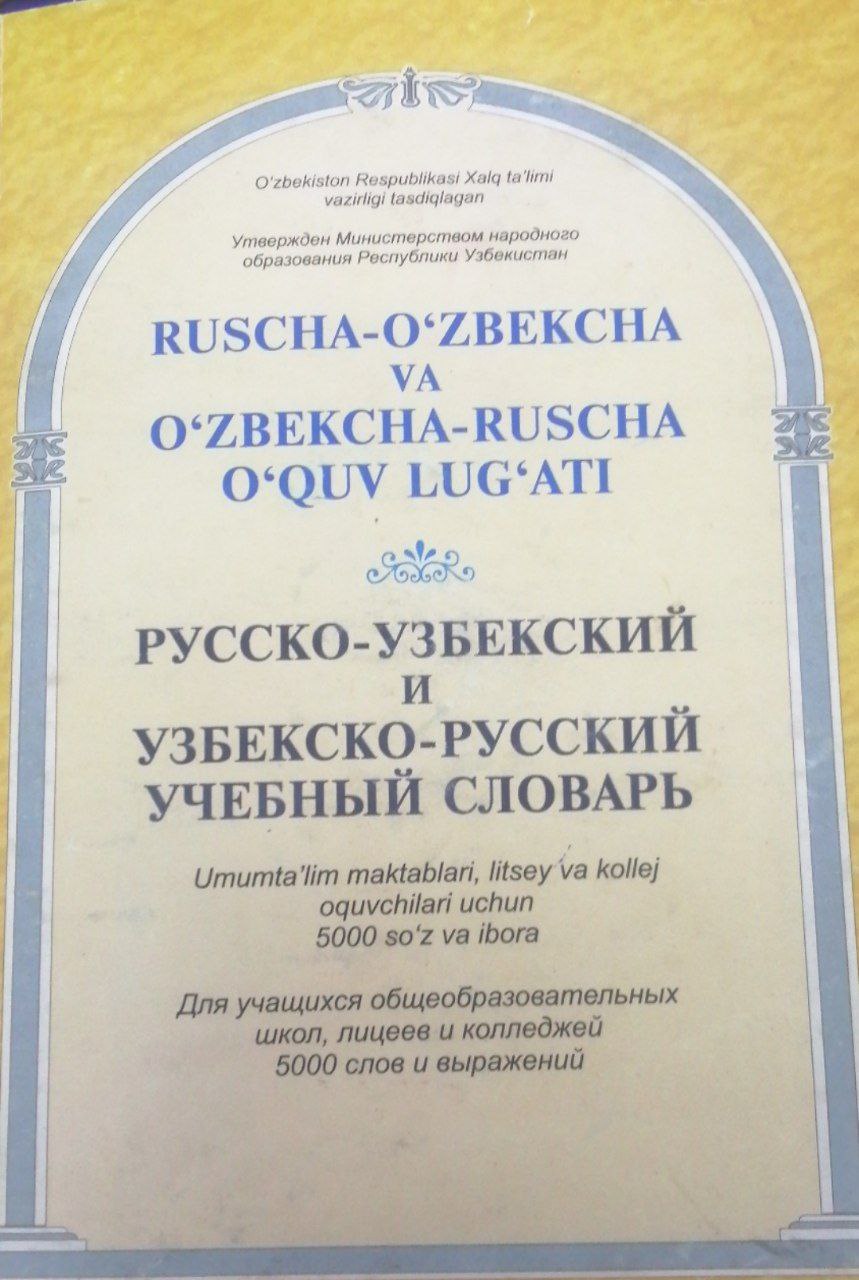 O‘zbekiston Respublikasi Xalq ta’limi
vazirligi tasdiqlagan
Утвержден Министерством народного
образования Республики Узбекистан
RUSCHA-O‘ZBEKCHA
VA
O‘ZBEKCHA-RUSCHA
O‘QUV LUG‘ATI
РУССКО-УЗБЕКСКИЙ
И
УЗБЕКСКО-РУССКИЙ
УЧЕБНЫЙ СЛОВАРЬ
Umumta’lim maktablari, litsey va kollej
oquvchilari uchun
5000 so‘z va ibora
Для учащихся общеобразовательных
школ, лицеев и колледжей
5000 слов и выражений